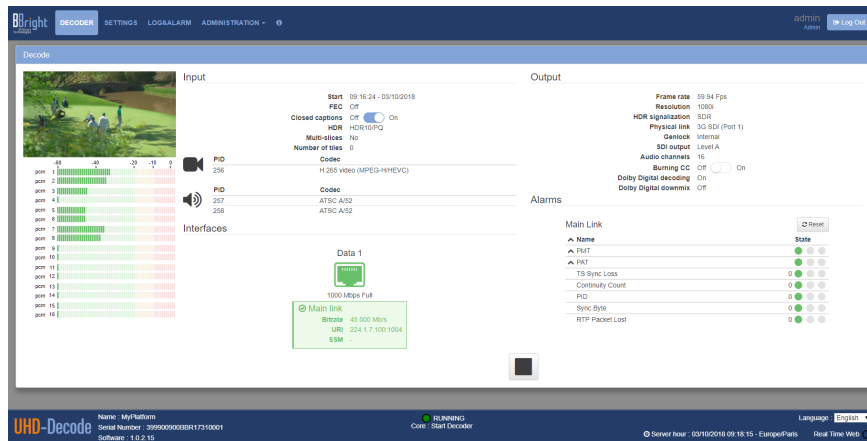 BBright DECODER SETTINGS LOG&ALARM ADMINISTRATION admin Log Out
Admin
Decode
Input
Start 09:16:24 - 03/10/2018
FEC Off
Closed captions Off On
HDR HDR10/PQ
Multi-slices No
Number of tiles 0
PID Codec
256 H.265 video (MPEG-H/HEVC)
PID Codec
257 ATSC A/52
258 ATSC A/52
-60 -40 -20 -10 0
pcm 1
pcm 2
pcm 3
pcm 4
pcm 5
pcm 6
pcm 7
pcm 8
pcm 9
pcm 10
pcm 11
pcm 12
pcm 13
pcm 14
pcm 15
pcm 16
Interfaces
Data 1
1000 Mbps Full
Main link
Bitrate 45.000 Mb/s
URI 224.1.7.100:1004
SSM -
Output
Frame rate 59.94 Fps
Resolution 1080i
HDR signalization SDR
Physical link 3G SDI (Port 1)
Genlock Internal
SDI output Level A
Audio channels 16
Burning CC Off On
Dolby Digital decoding On
Dolby Digital downmix Off
Alarms
Main Link Reset
Name State
PMT
PAT
TS Sync Loss 0
Continuity Count 0
PID 0
Sync Byte 0
RTP Packet Lost 0
UHD-Decode
Name : MyPlatform
Serial Number : 399900900BBR17310001
Software : 1.0.2.15
RUNNING
Core : Start Decoder
Language : English
Server hour : 03/10/2018 09:18:15 - Europe/Paris Real Time Web